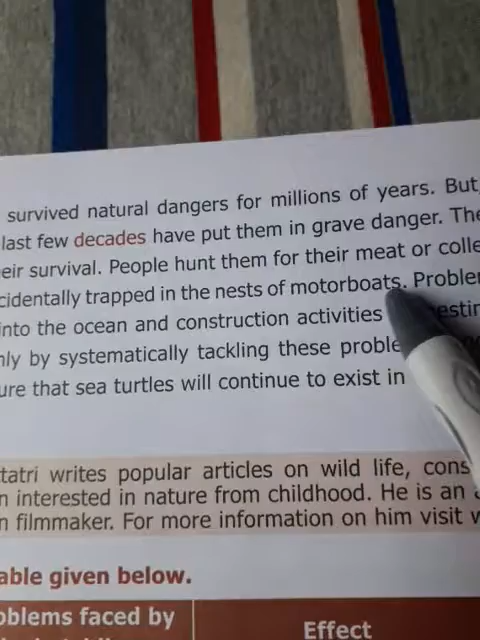 survived natural dangers for millions of years. But,
last few decades have put them in grave danger. The
eir survival. People hunt them for their meat or colle
cidentally trapped in the nests of motorboats. Proble
into the ocean and construction activities
nly by systematically tackling these proble
ure that sea turtles will continue to exist in
tatri writes popular articles on wild life, cons
n interested in nature from childhood. He is an
n filmmaker. For more information on him visit
able given below.
oblems faced by
Effect